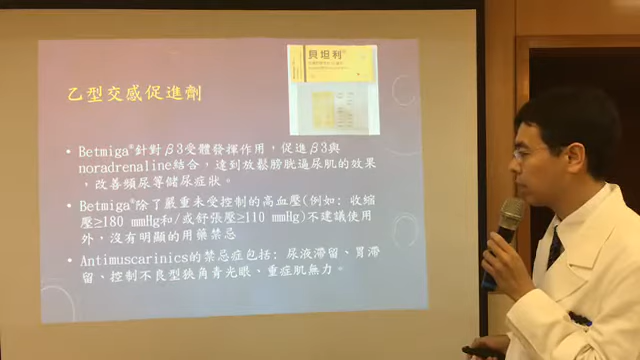 貝坦利
乙型交感促進劑
• Betmiga®針對β3受體發揮作用，促進β3與
noradrenaline結合，達到放鬆膀胱逼尿肌的效果
，改善頻尿等儲尿症狀。
• Betmiga®除了嚴重未受控制的高血壓(例如: 收縮
壓≥180 mmHg和/或舒張壓≥110 mmHg)不建議使用
外，沒有明顯的用藥禁忌
• Antimuscarinics的禁忌症包括: 尿液滯留、胃滯
留、控制不良型狹角青光眼、重症肌無力。